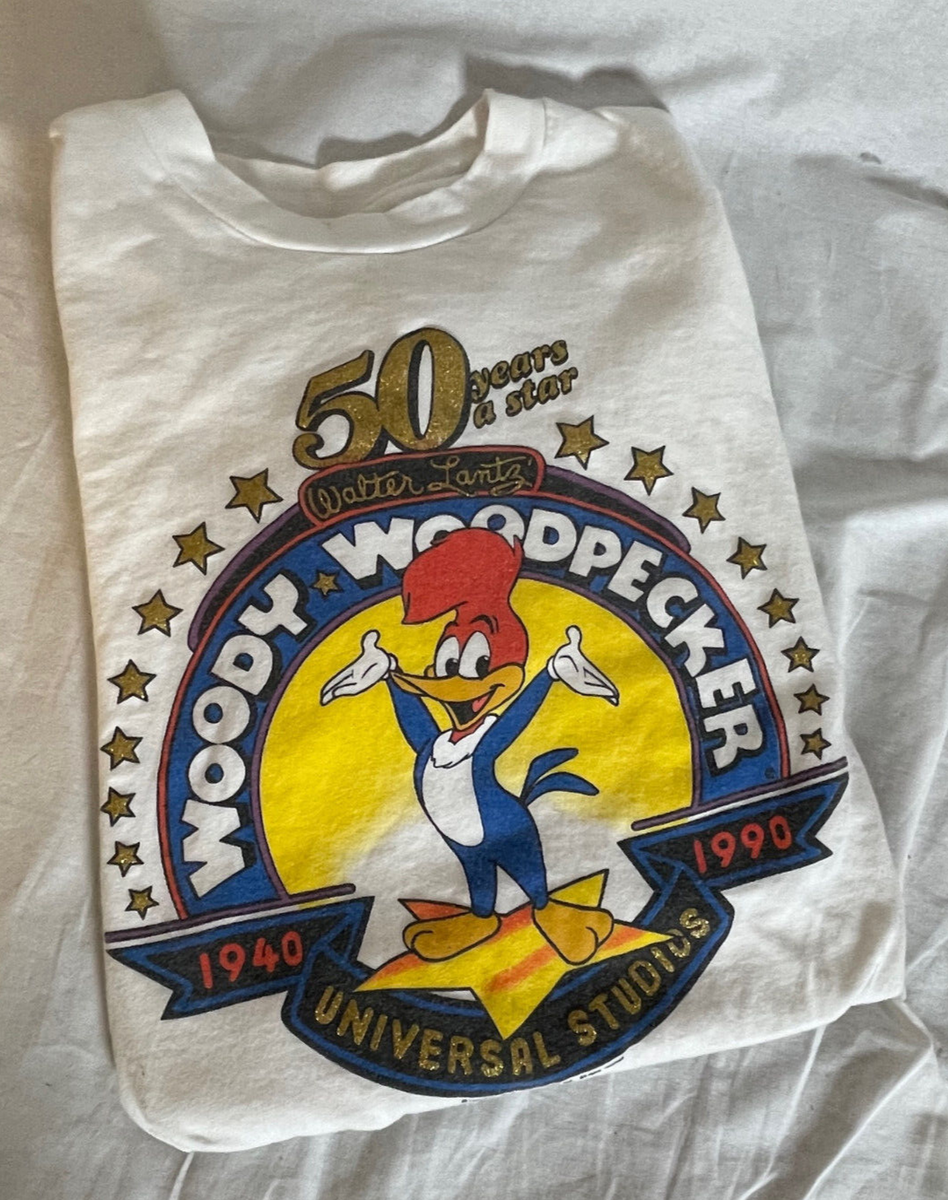 50 years
a star
Walter Lantz
WOODY WOODPECKER
1940
1990
UNIVERSAL STUDIOS